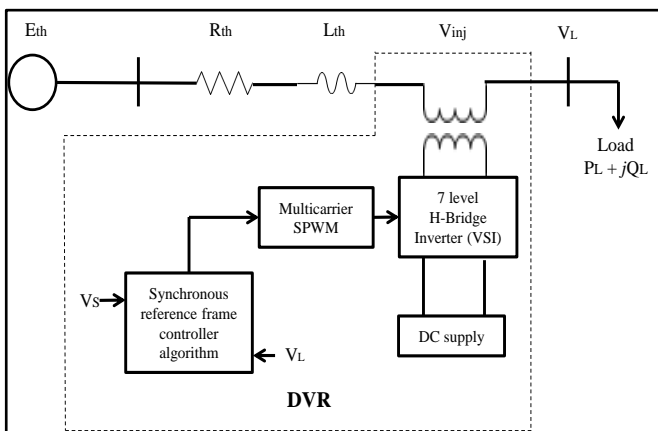 Eth
Rth
Lth
Vinj
VL
Load
PL + jQL
7 level
H-Bridge
Inverter (VSI)
Multicarrier
SPWM
Synchronous
reference frame
controller
algorithm
VS
VL
DC supply
DVR